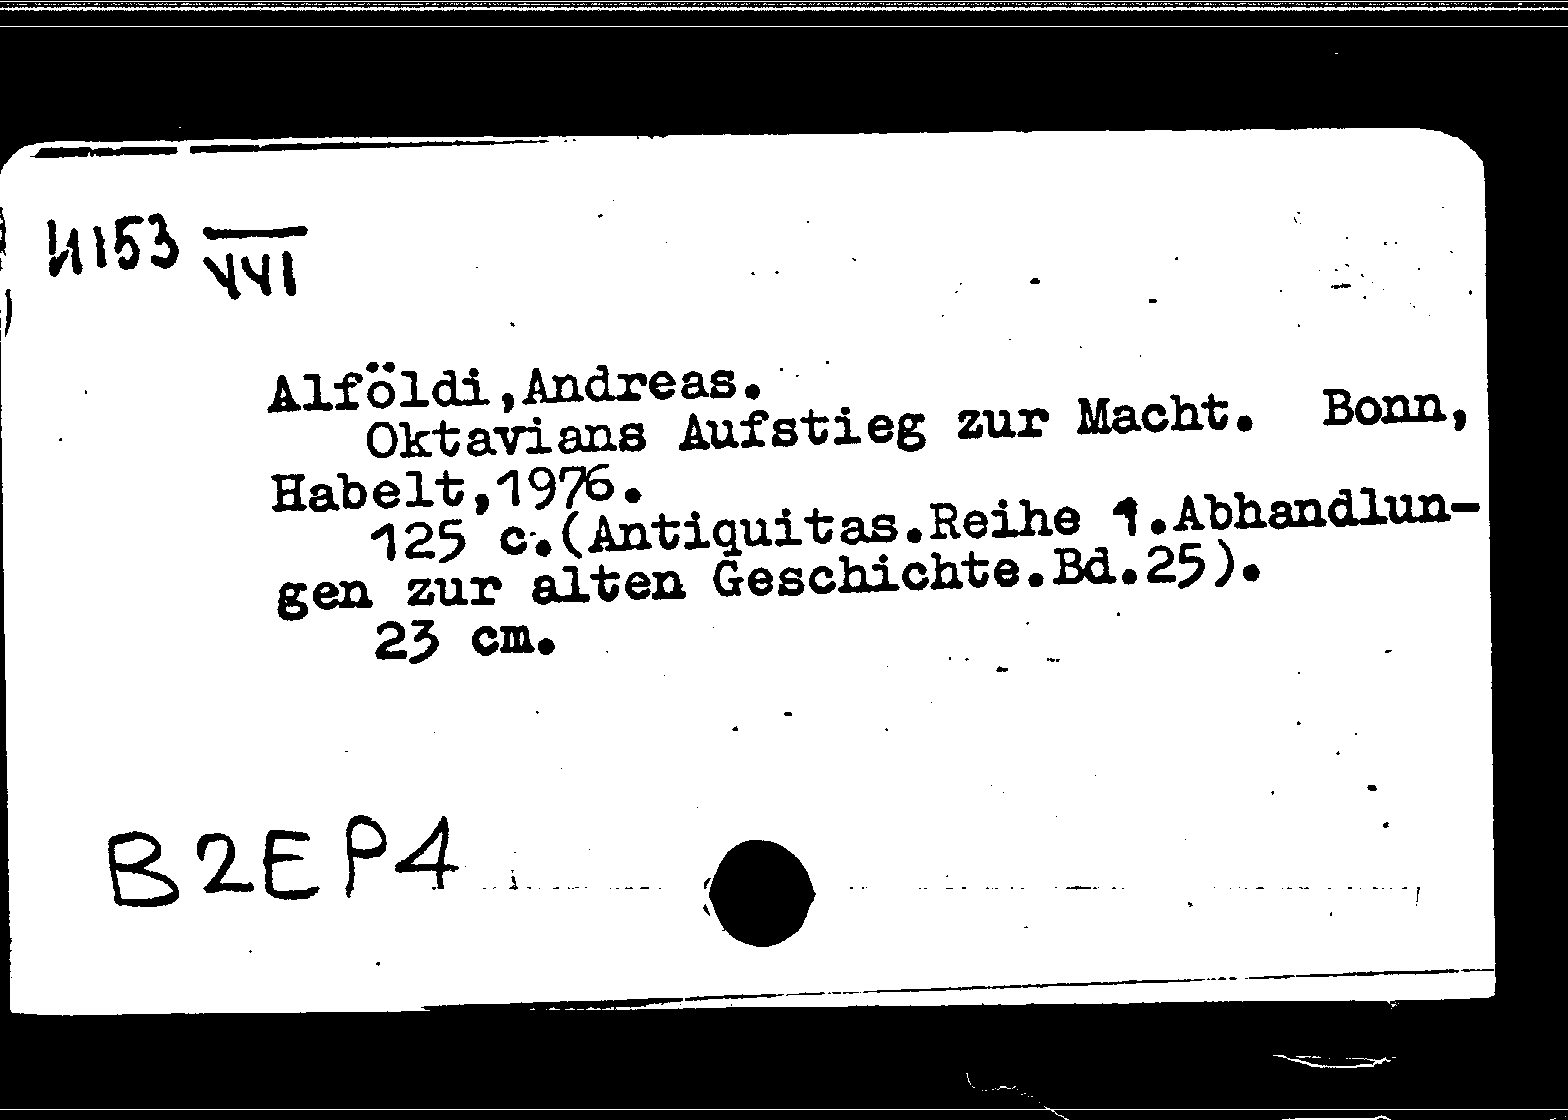 И153
Alföldi,Andreas.
Oktavians Aufstieg zur Macht. Bonn,
Habelt,1976.
125 c.(Antiquitas.Reihe 1.Abhandlun-
gen zur alten Geschichte.Bd.25).
23 cm.
B2EP4